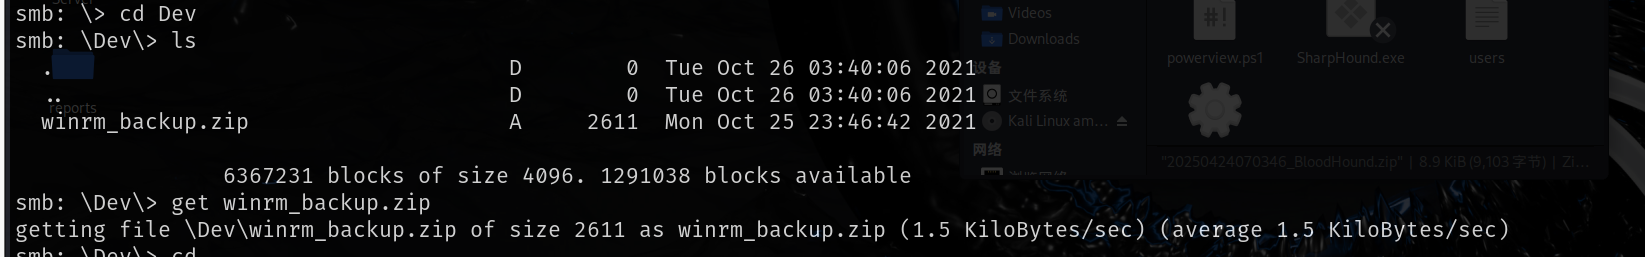 smb: \> cd Dev
smb: \Dev\> ls
  .                                   D        0  Tue Oct 26 03:40:06 2021
  ..                                  D        0  Tue Oct 26 03:40:06 2021
  winrm_backup.zip                    A     2611  Mon Oct 25 23:46:42 2021
                6367231 blocks of size 4096. 1291038 blocks available
smb: \Dev\> get winrm_backup.zip
getting file \Dev\winrm_backup.zip of size 2611 as winrm_backup.zip (1.5 KiloBytes/sec) (average 1.5 KiloBytes/sec)
smb: \Dev\> cd
Server
reports
Videos
Downloads
设备
文件系统
Kali Linux am...
网络
浏览网络
#!
powerview.ps1
SharpHound.exe
users
"20250424070346_BloodHound.zip" | 8.9 KiB (9,103 字节) | Zi...